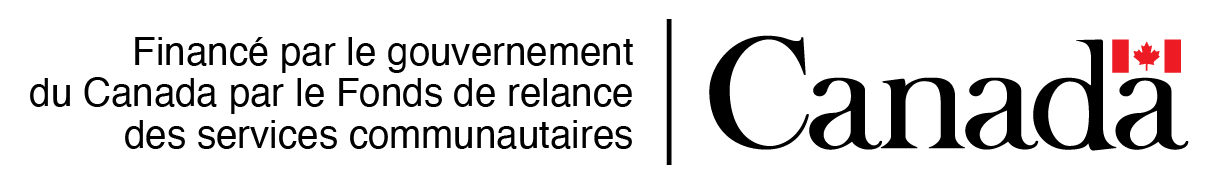 Financé par le gouvernement
du Canada par le Fonds de relance
des services communautaires
Canada